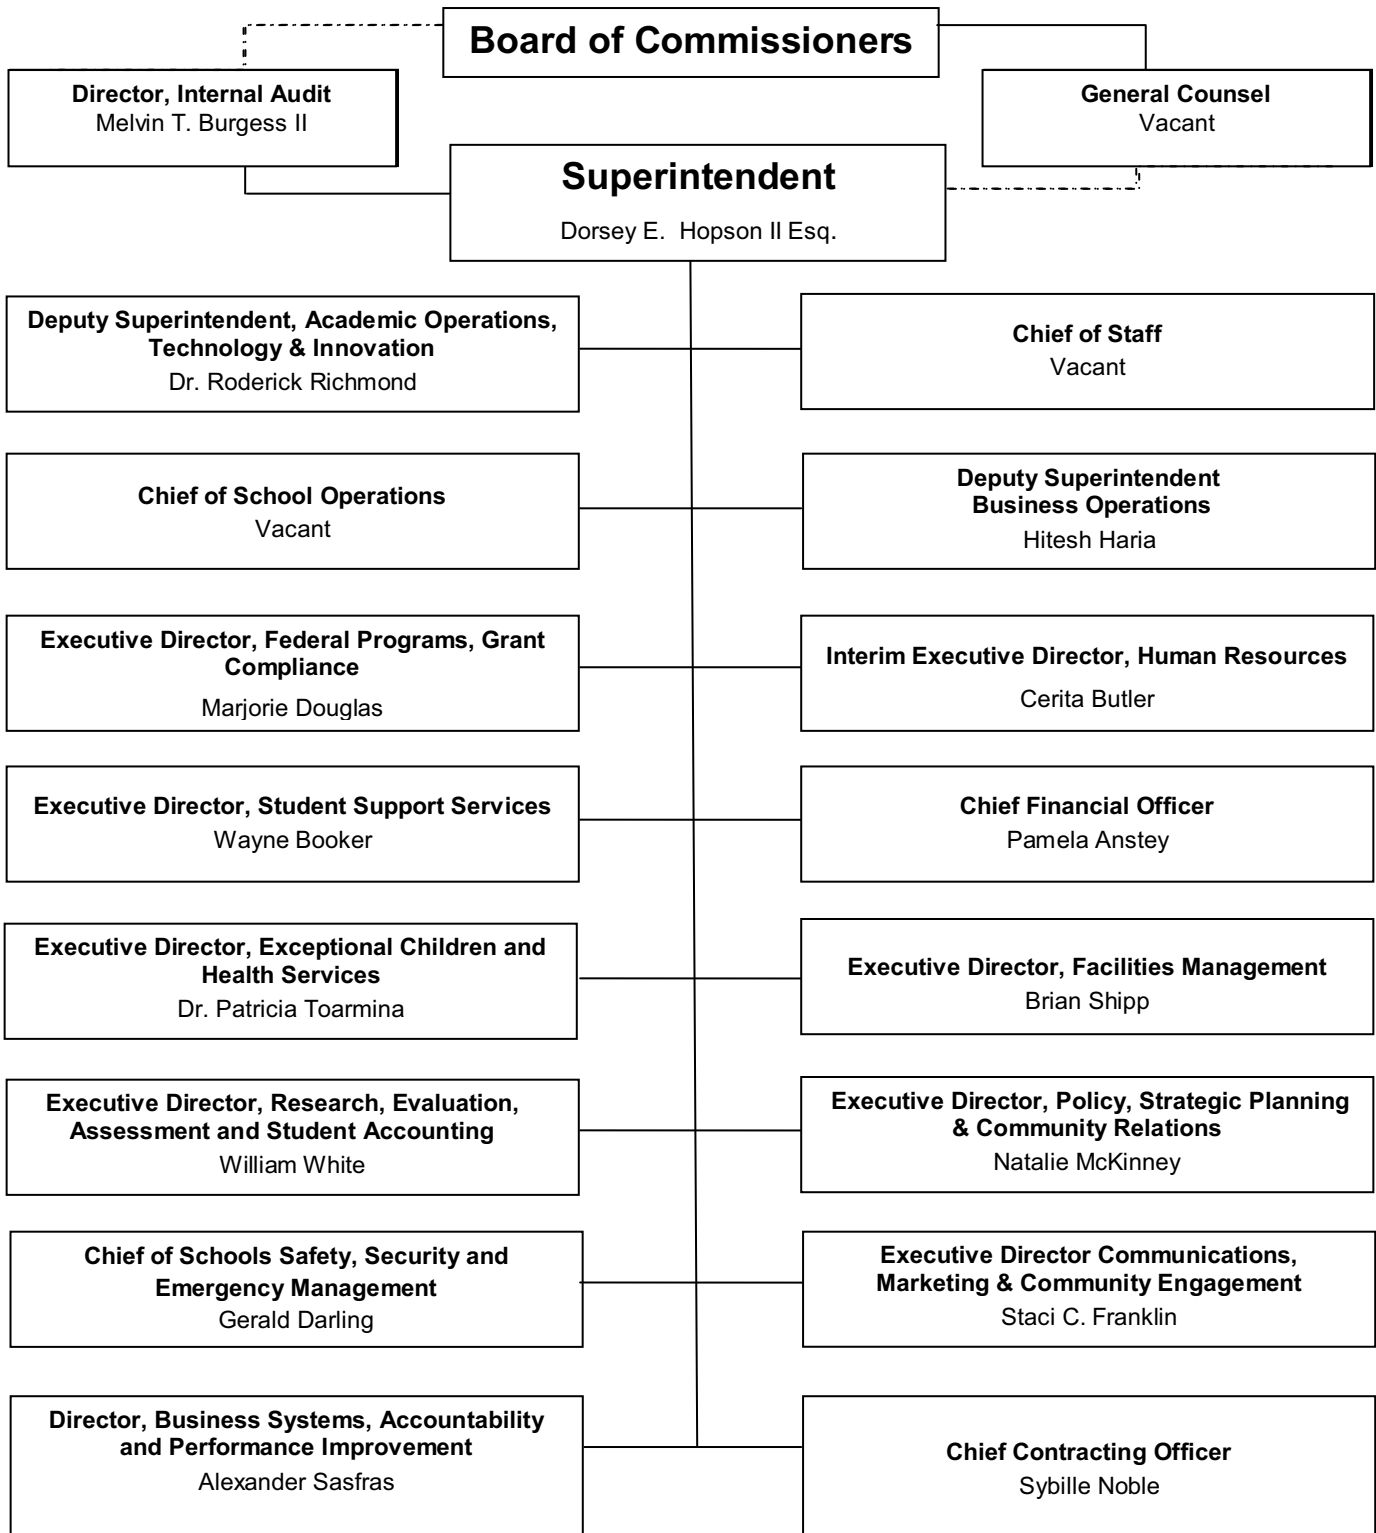 Board of Commissioners
Director, Internal Audit
Melvin T. Burgess II
General Counsel
Vacant
Superintendent
Dorsey E. Hopson II Esq.
Deputy Superintendent, Academic Operations,
Technology & Innovation
Dr. Roderick Richmond
Chief of Staff
Vacant
Chief of School Operations
Vacant
Deputy Superintendent
Business Operations
Hitesh Haria
Executive Director, Federal Programs, Grant
Compliance
Marjorie Douglas
Interim Executive Director, Human Resources
Cerita Butler
Executive Director, Student Support Services
Wayne Booker
Chief Financial Officer
Pamela Anstey
Executive Director, Exceptional Children and
Health Services
Dr. Patricia Toarmina
Executive Director, Facilities Management
Brian Shipp
Executive Director, Research, Evaluation,
Assessment and Student Accounting
William White
Executive Director, Policy, Strategic Planning
& Community Relations
Natalie McKinney
Chief of Schools Safety, Security and
Emergency Management
Gerald Darling
Executive Director Communications,
Marketing & Community Engagement
Staci C. Franklin
Director, Business Systems, Accountability
and Performance Improvement
Alexander Sasfras
Chief Contracting Officer
Sybille Noble